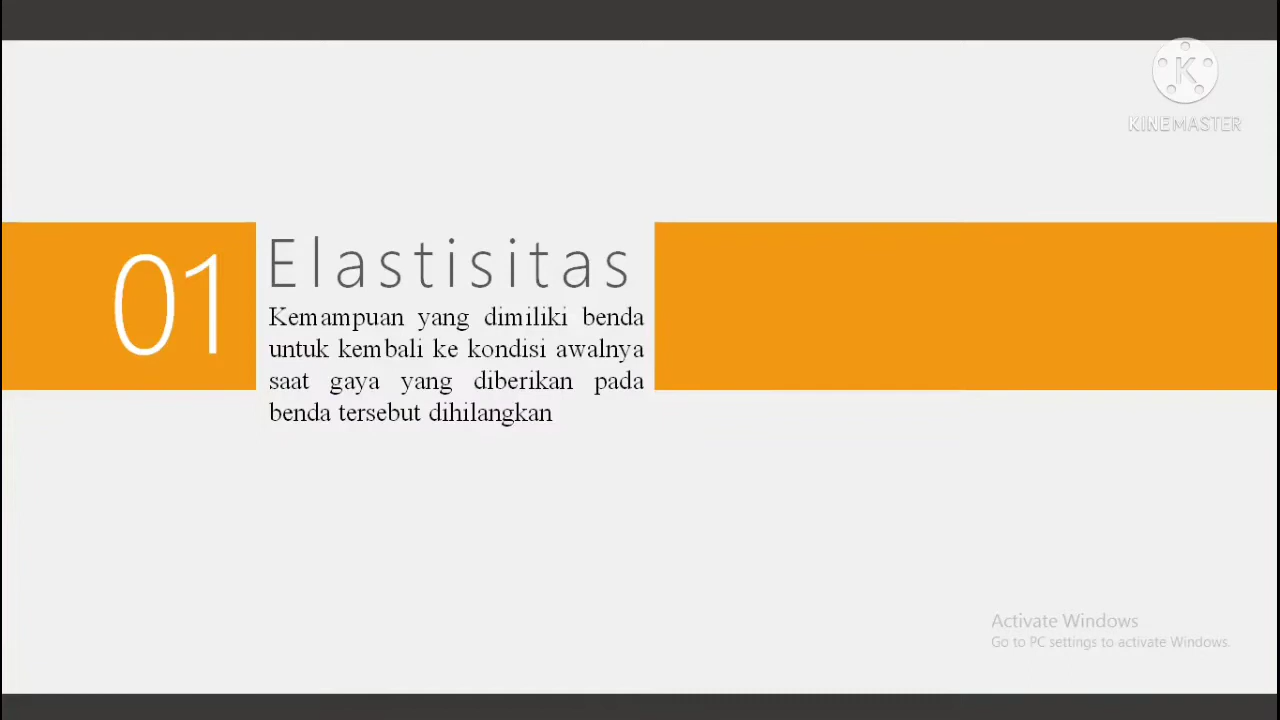 KINEMASTER
01
Elastisitas
Kemampuan yang dimiliki benda
untuk kembali ke kondisi awalnya
saat gaya yang diberikan pada
benda tersebut dihilangkan
Activate Windows
Go to PC settings to activate Windows.